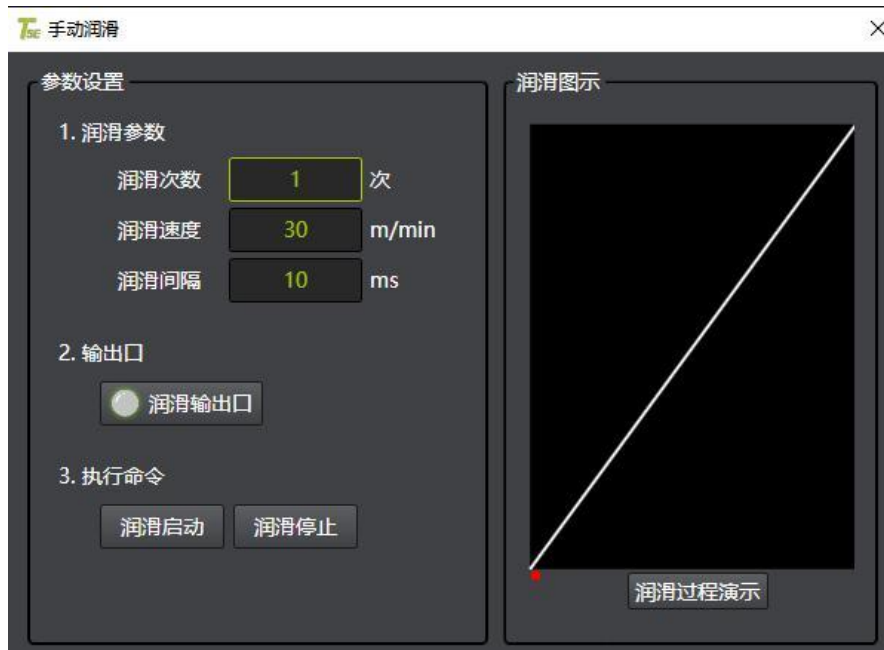 TSE 手动润滑
参数设置
1. 润滑参数
润滑次数 1 次
润滑速度 30 m/min
润滑间隔 10 ms
2. 输出口
润滑输出口
3. 执行命令
润滑启动 润滑停止
润滑图示
润滑过程演示